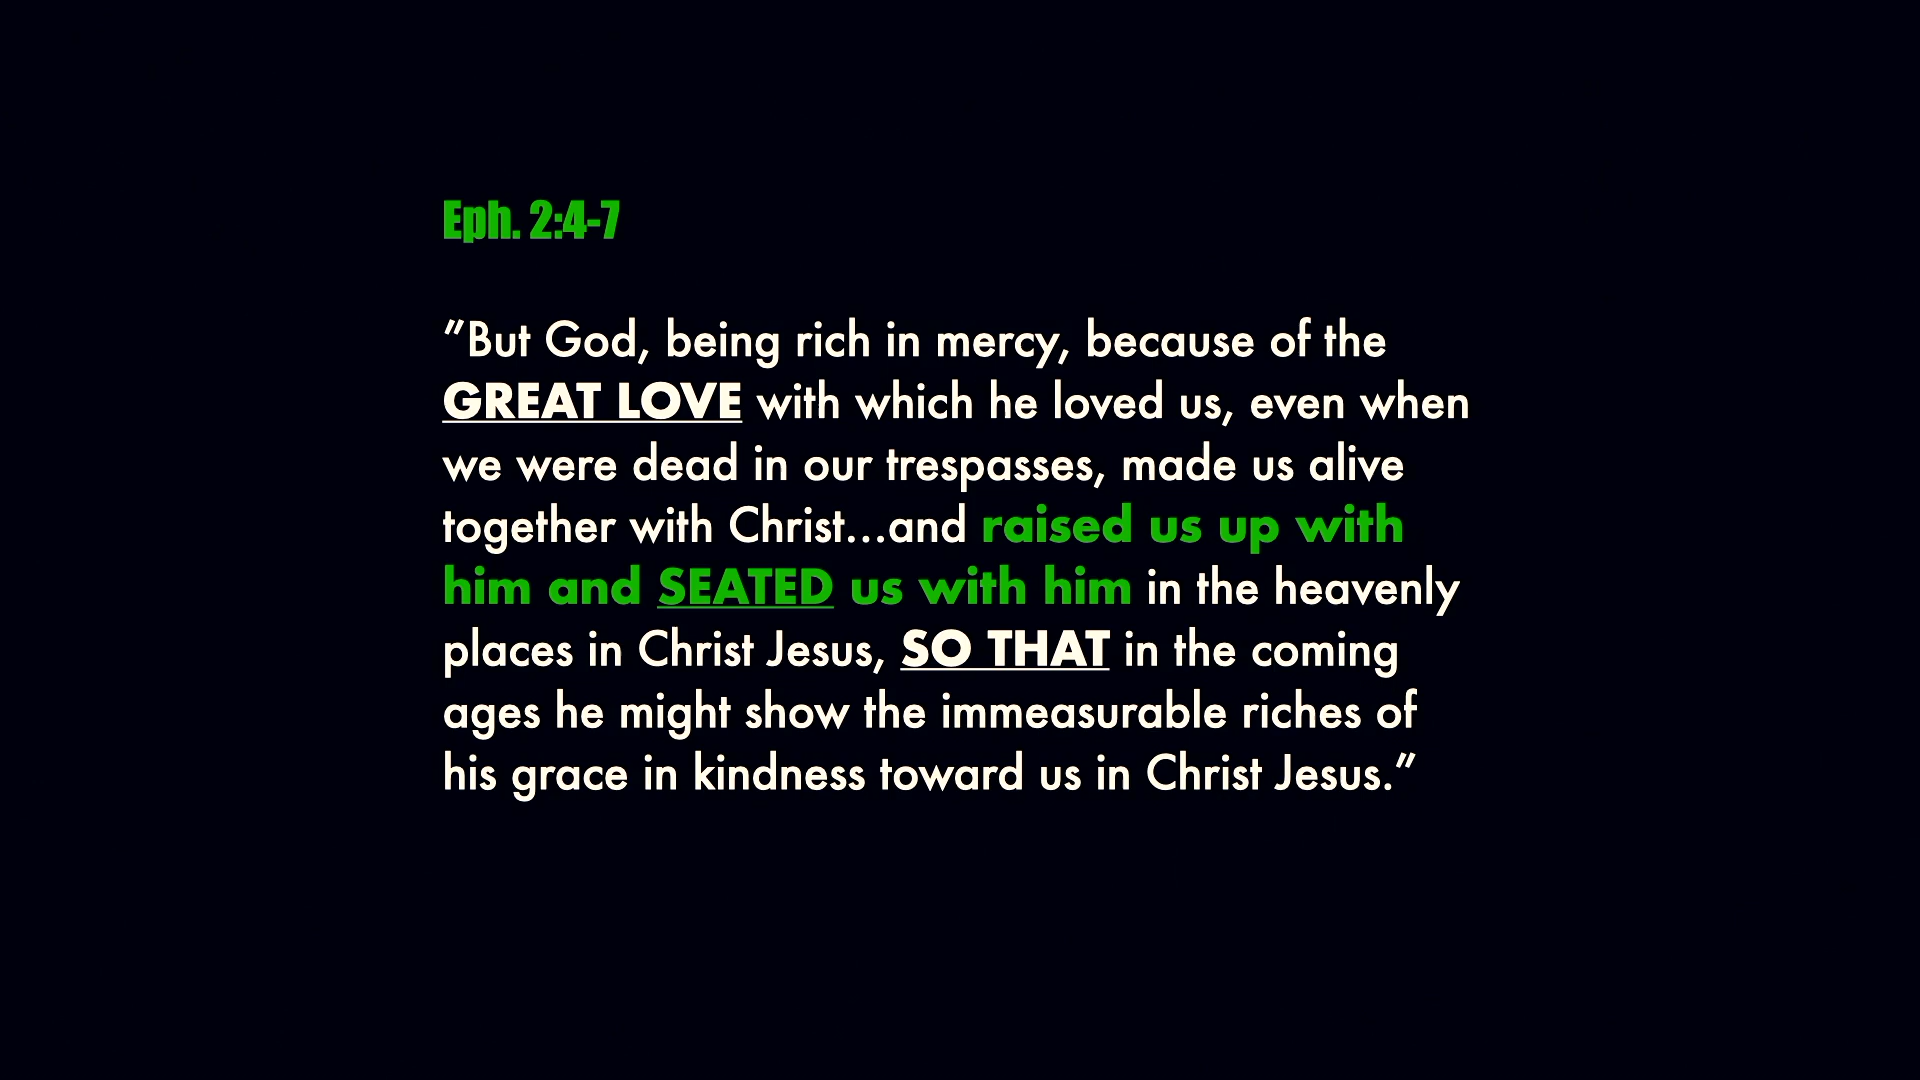 Eph. 2:4-7
"But God, being rich in mercy, because of the
GREAT LOVE with which he loved us, even when
we were dead in our trespasses, made us alive
together with Christ...and raised us up with
him and SEATED us with him in the heavenly
places in Christ Jesus, SO THAT in the coming
ages he might show the immeasurable riches of
his grace in kindness toward us in Christ Jesus."